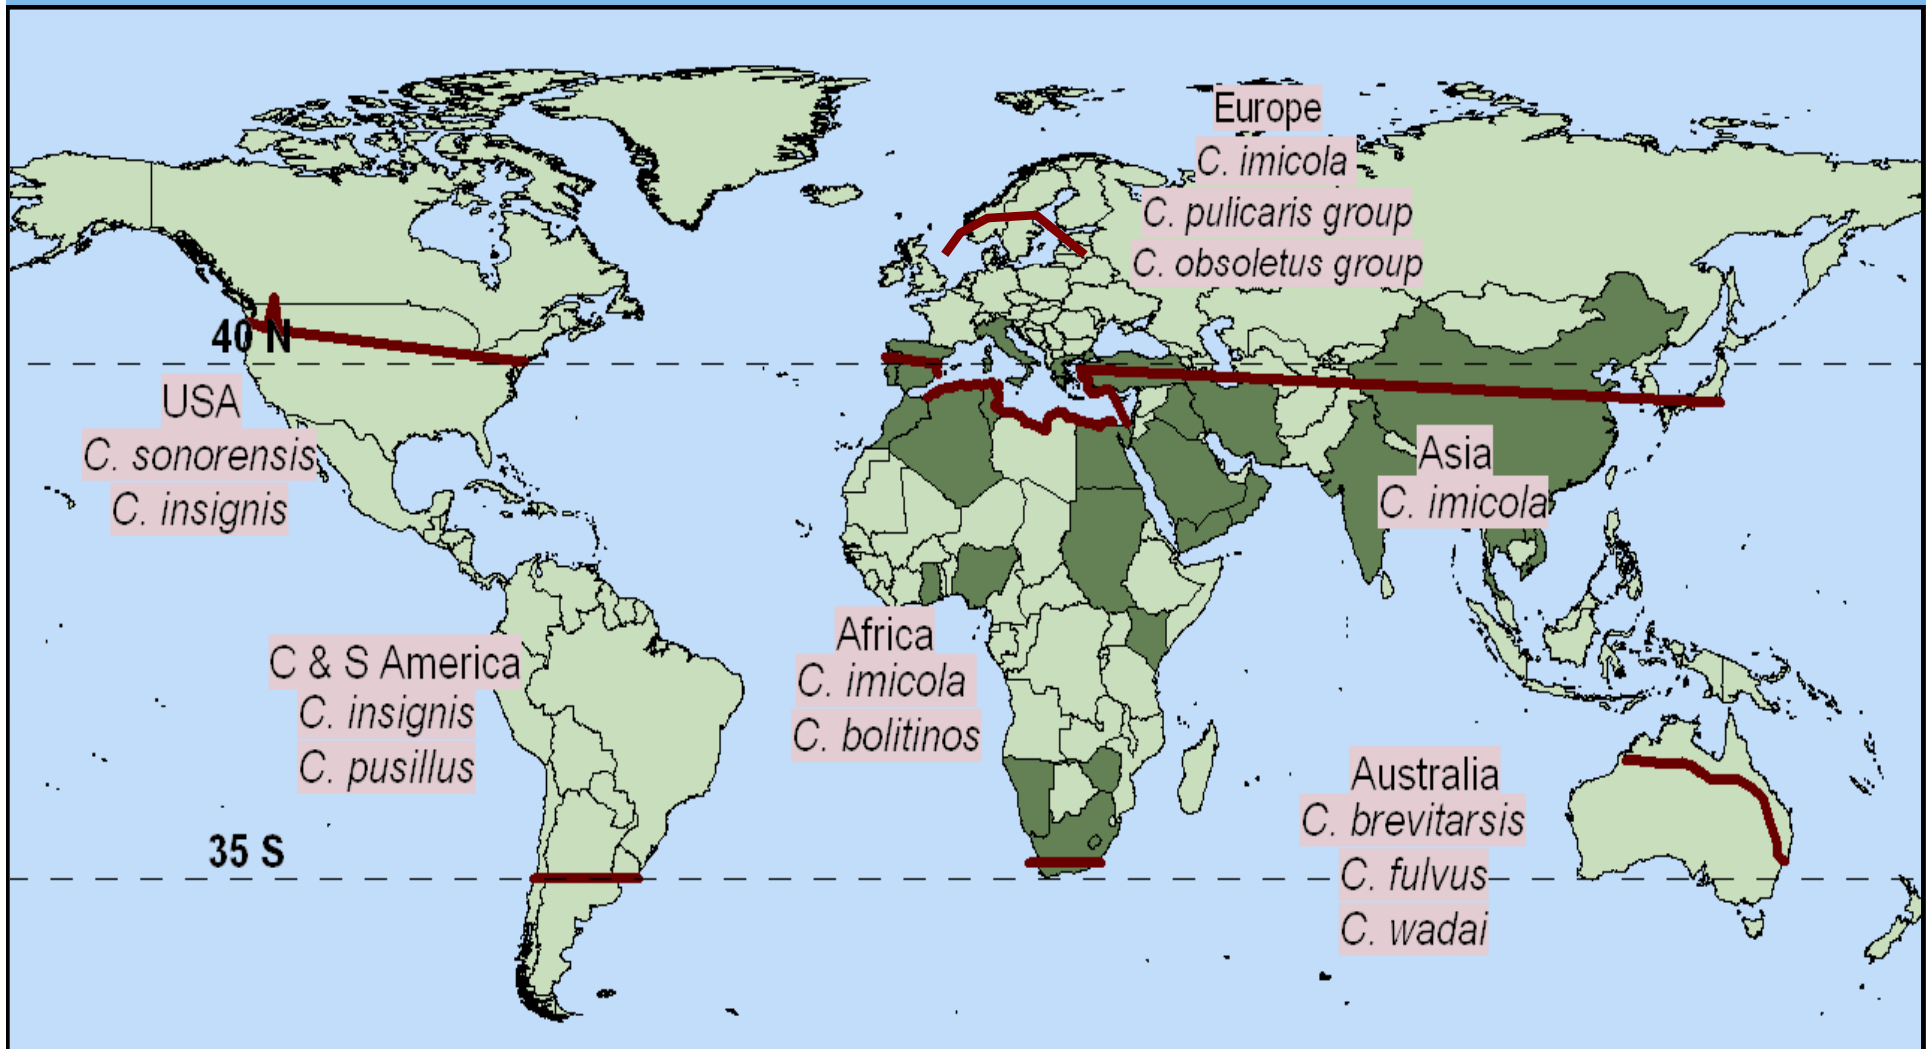 Europe
C. imicola
C. pulicaris group
C. obsoletus group
40 N
USA
C. sonorensis
C. insignis
Asia
C. imicola
C & S America
C. insignis
C. pusillus
Africa
C. imicola
C. bolitinos
Australia
C. brevitarsis
C. fulvus
C. wadai
35 S